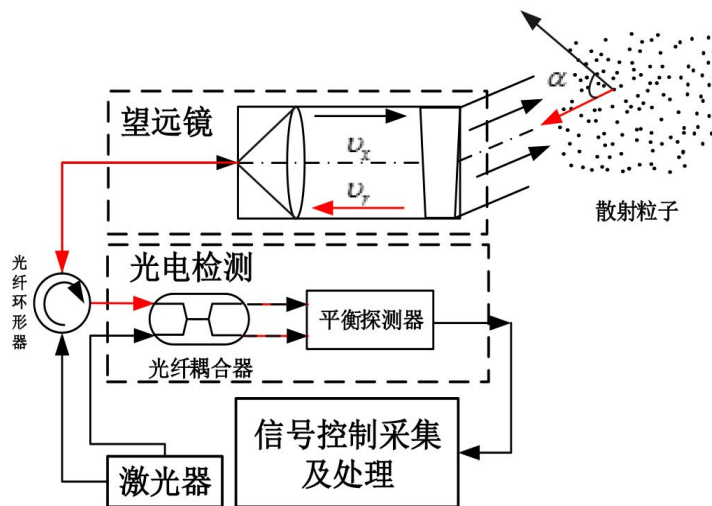 α
望远镜
υx
υr
散射粒子
光纤环形器
光电检测
平衡探测器
光纤耦合器
信号控制采集
及处理
激光器